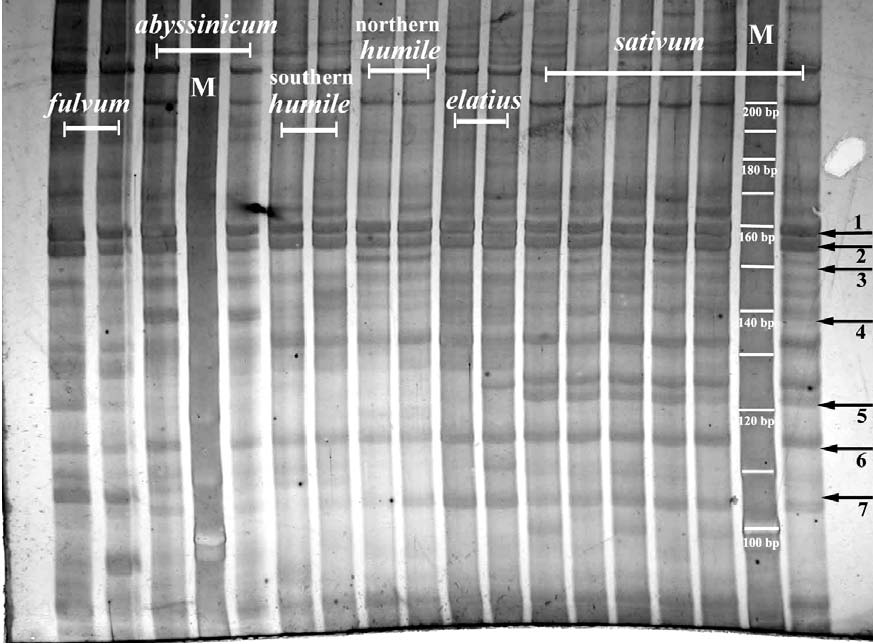 abyssinicum
northern
humile
sativum
M
M
southern
humile
fulvum
elatius
200 bp
180 bp
160 bp
140 bp
120 bp
100 bp
1
2
3
4
5
6
7